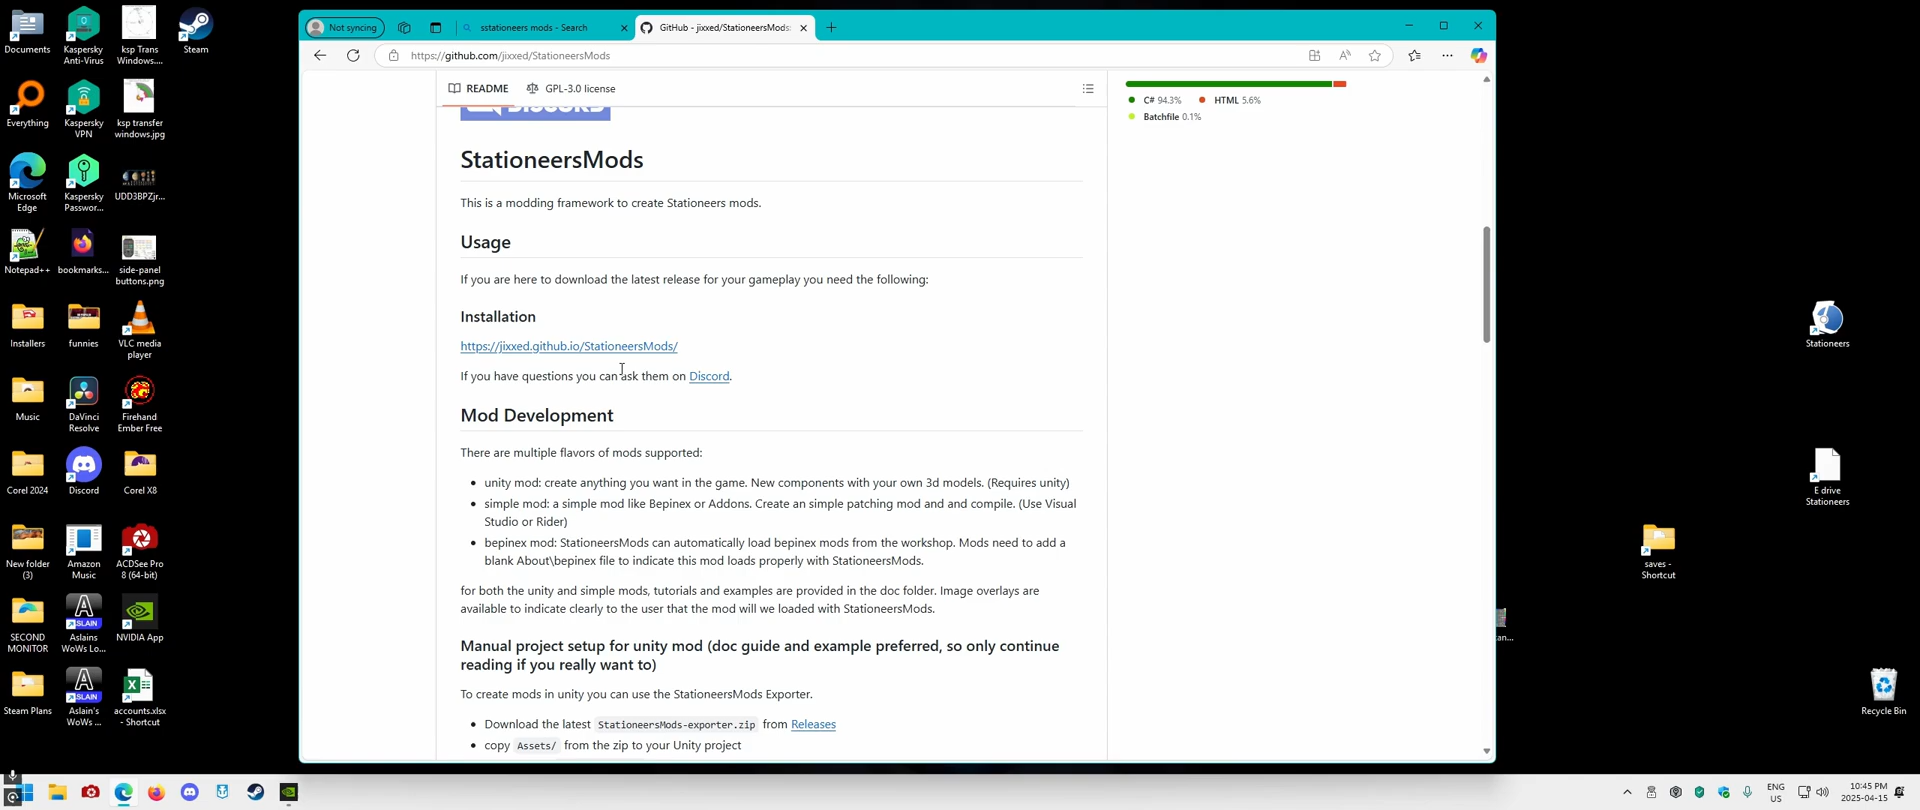 Not syncing
sstationeers mods - Search
GitHub - jixxed/StationeersMods:
https://github.com/jixxed/StationeersMods
README
GPL-3.0 license
C# 94.3%
HTML 5.6%
Batchfile 0.1%
StationeersMods
This is a modding framework to create Stationeers mods.
Usage
If you are here to download the latest release for your gameplay you need the following:
Installation
https://jixxed.github.io/StationeersMods/
If you have questions you can ask them on Discord.
Mod Development
There are multiple flavors of mods supported:
unity mod: create anything you want in the game. New components with your own 3d models. (Requires unity)
simple mod: a simple mod like Bepinex or Addons. Create an simple patching mod and and compile. (Use Visual
Studio or Rider)
bepinex mod: StationeersMods can automatically load bepinex mods from the workshop. Mods need to add a
blank About\bepinex file to indicate this mod loads properly with StationeersMods.
for both the unity and simple mods, tutorials and examples are provided in the doc folder. Image overlays are
available to indicate clearly to the user that the mod will we loaded with StationeersMods.
Manual project setup for unity mod (doc guide and example preferred, so only continue
reading if you really want to)
To create mods in unity you can use the StationeersMods Exporter.
Download the latest StationeersMods-exporter.zip from Releases
copy Assets/ from the zip to your Unity project
Documents
Kaspersky
Anti-Virus
ksp Trans
Windows....
Steam
Everything
Kaspersky
VPN
ksp transfer
windows.jpg
Microsoft
Edge
Kaspersky
Passwor...
UDD3BPZjr...
Notepad++
bookmarks...
side-panel
buttons.png
Installers
funnies
VLC media
player
Music
DaVinci
Resolve
Firehand
Ember Free
Corel 2024
Discord
Corel X8
New folder
(3)
Amazon
Music
ACDSee Pro
8 (64-bit)
SECOND
MONITOR
Aslains
WoWs Lo...
NVIDIA App
Steam Plans
Aslain's
WoWs ...
accounts.xlsx
- Shortcut
Stationeers
E drive
Stationeers
saves -
Shortcut
an...
Recycle Bin
ENG
US
10:45 PM
2025-04-15